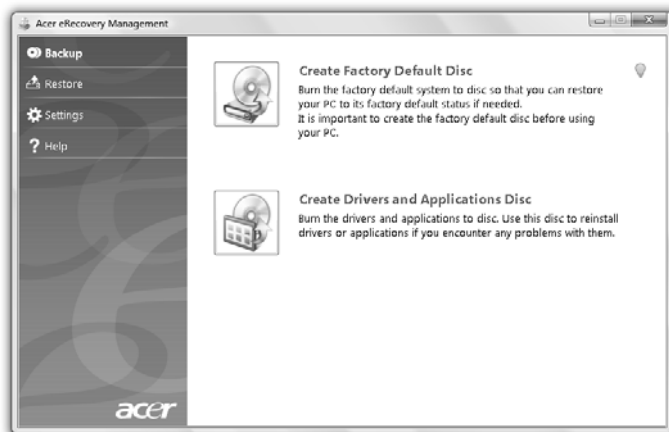 Acer eRecovery Management
Backup
Restore
Settings
Help
Create Factory Default Disc
Burn the factory default system to disc so that you can restore
your PC to its factory default status if needed.
It is important to create the factory default disc before using
your PC.
Create Drivers and Applications Disc
Burn the drivers and applications to disc. Use this disc to reinstall
drivers or applications if you encounter any problems with them.
acer